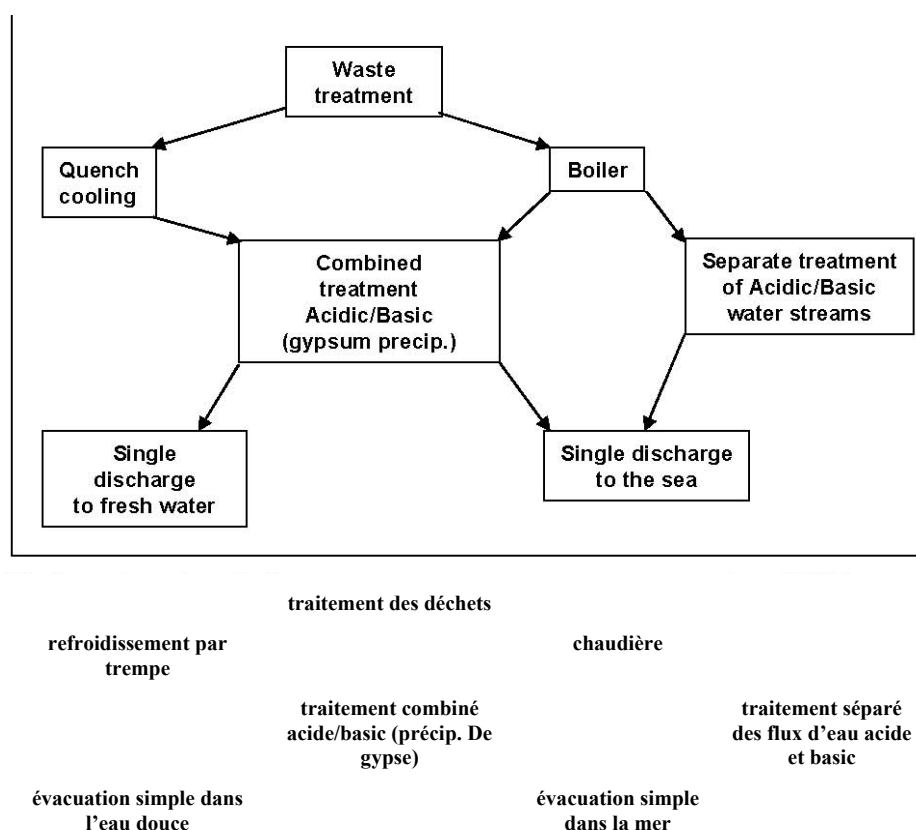 Waste
treatment
Quench
cooling
Boiler
Combined
treatment
Acidic/Basic
(gypsum precip.)
Separate treatment
of Acidic/Basic
water streams
Single
discharge
to fresh water
Single discharge
to the sea
traitement des déchets
refroidissement par
trempe
chaudière
traitement combiné
acide/basic (précip. De
gypse)
traitement séparé
des flux d’eau acide
et basic
évacuation simple dans
l’eau douce
évacuation simple
dans la mer